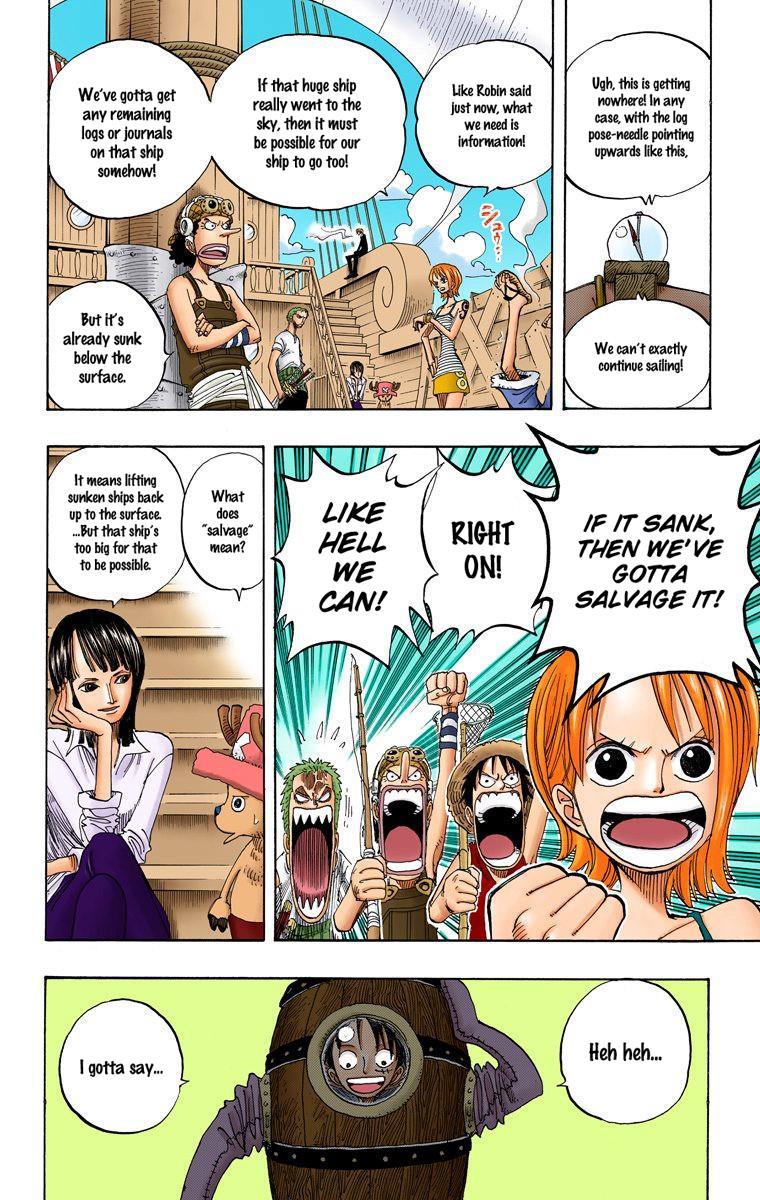 Ugh, this is getting
nowhere! In any
case, with the log
pose-needle pointing
upwards like this,
We can't exactly
continue sailing!
Like Robin said
just now, what
we need is
information!
If that huge ship
really went to the
sky, then it must
be possible for our
ship to go too!
We've gotta get
any remaining
logs or journals
on that ship
somehow!
But it's
already sunk
below the
surface.
シュゥ…
IF IT SANK,
THEN WE'VE
GOTTA
SALVAGE IT!
RIGHT
ON!
LIKE
HELL
WE
CAN!
What
does
"salvage"
mean?
It means lifting
sunken ships back
up to the surface.
...But that ship's
too big for that
to be possible.
Heh heh...
I gotta say...